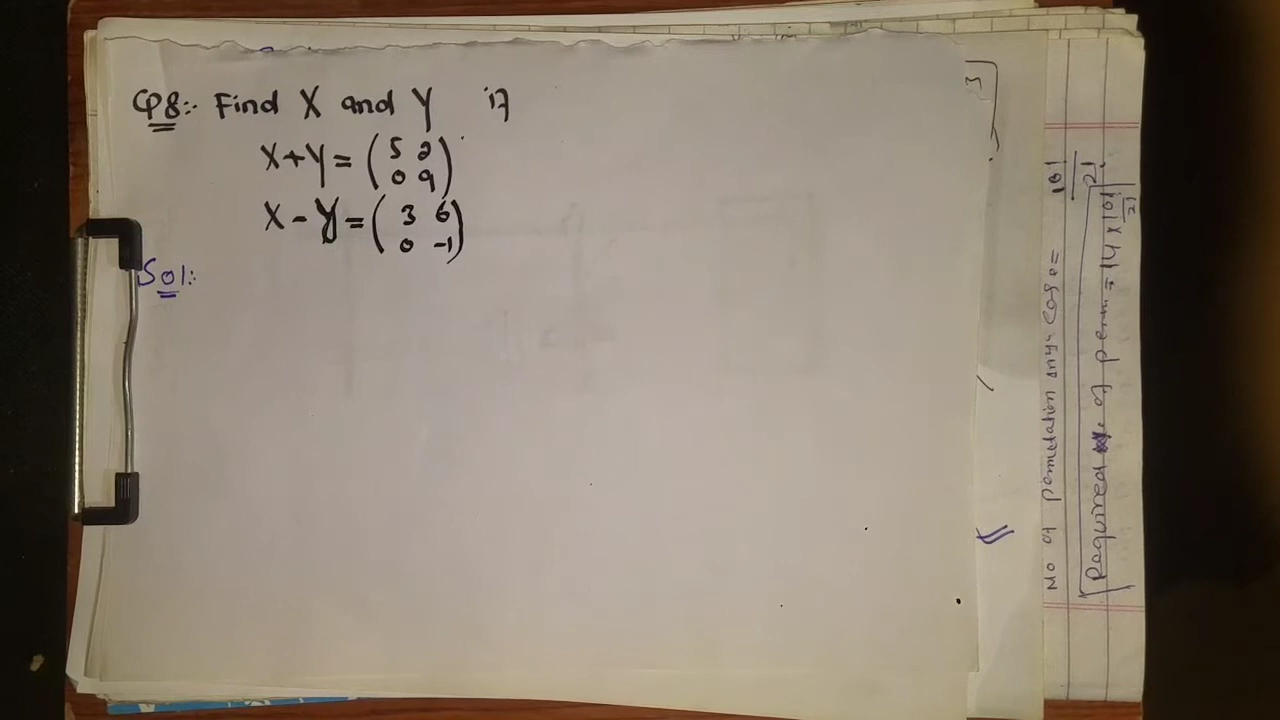 Q8:- Find X and Y if
X+Y= (5 2
0 9)
X-Y= (3 6
0 -1)
Sol:-
No of permutation any. Case = 10!
2!
Required no. of perm = 14 x 10!
2!